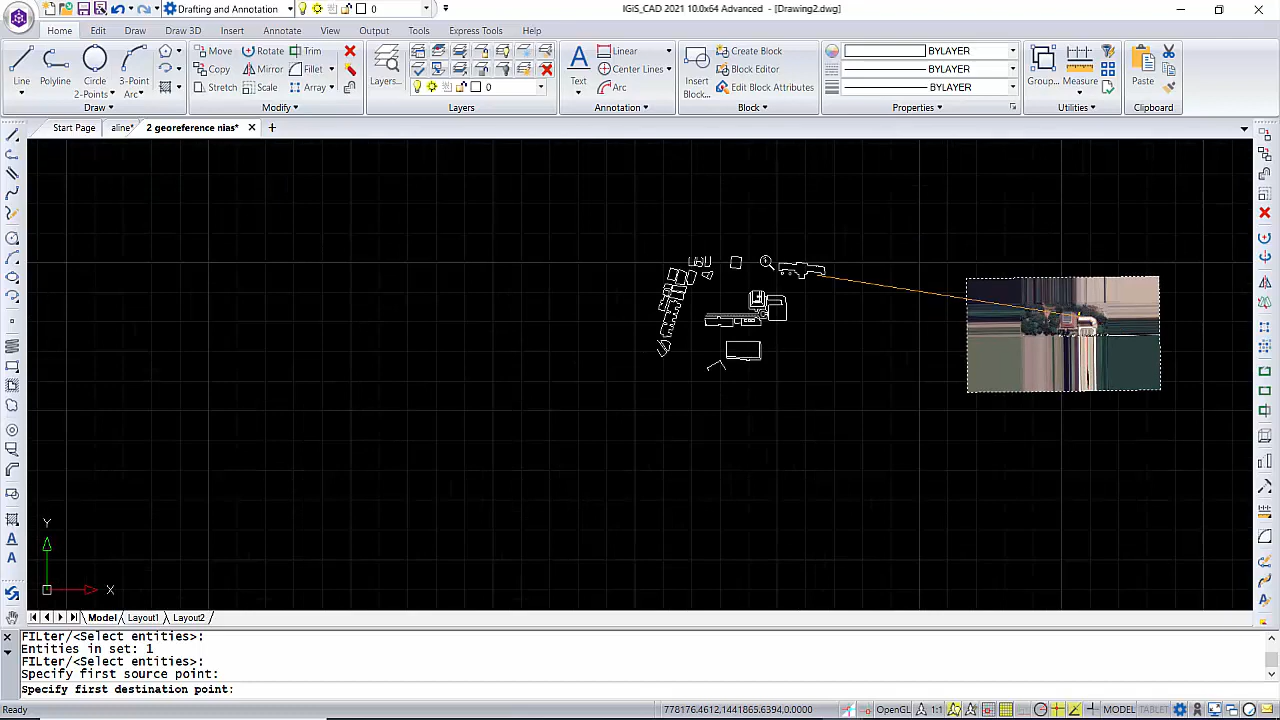 Drafting and Annotation
0
IGiS_CAD 2021 10.0x64 Advanced - [Drawing2.dwg]
Home Edit Draw Draw 3D Insert Annotate View Output Tools Express Tools Help
Line
Polyline
Circle
2-Points
3-
Draw
Move Rotate Trim
Copy Mirror Fillet
Stretch Scale Array
Modify
Layers...
0
Layers
Text
Linear
Center Lines
Arc
Annotation
Insert
Block...
Create Block
Block Editor
Edit Block Attributes
Block
BYLAYER
BYLAYER
BYLAYER
Properties
Group...
Measure
Utilities
Paste
Clipboard
Start Page aline* 2 georeference nias*
Y
X
Model Layout1 Layout2
FILter/<Select entities>:
Entities in set: 1
FILter/<Select entities>:
Specify first source point:
Specify first destination point:
Ready 778176.4612,1441865.6394,0.0000 OpenGL 1:1 MODEL TABLET